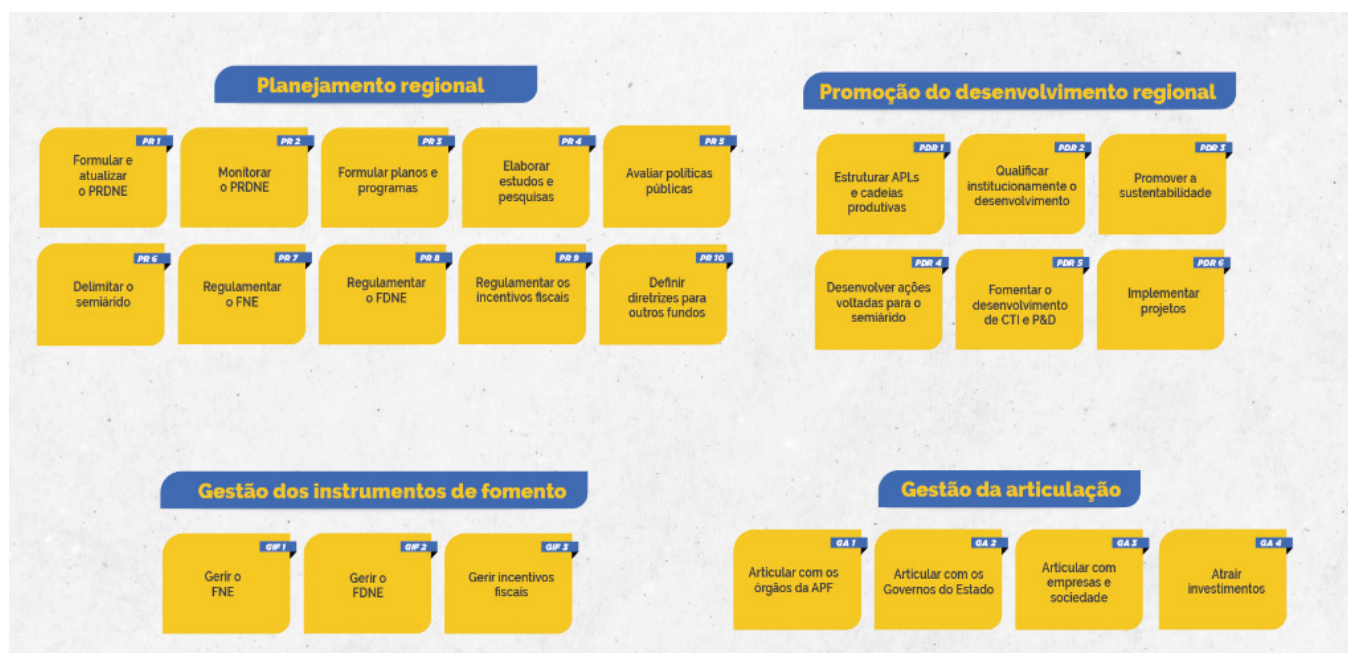 Planejamento regional
PR 1
Formular e
atualizar
o PRDNE
PR 2
Monitorar
o PRDNE
PR 3
Formular planos e
programas
PR 4
Elaborar
estudos e
pesquisas
PR 5
Avaliar políticas
públicas
PR 6
Delimitar o
semiárido
PR 7
Regulamentar
o FNE
PR 8
Regulamentar
o FDNE
PR 9
Regulamentar os
incentivos fiscais
PR 10
Definir
diretrizes para
outros fundos
Promoção do desenvolvimento regional
PDR 1
Estruturar APLs
e cadeias
produtivas
PDR 2
Qualificar
institucionamente o
desenvolvimento
PDR 3
Promover a
sustentabilidade
PDR 4
Desenvolver ações
voltadas para o
semiárido
PDR 5
Fomentar o
desenvolvimento
de CTI e P&D
PDR 6
Implementar
projetos
Gestão dos instrumentos de fomento
GIF 1
Gerir o
FNE
GIF 2
Gerir o
FDNE
GIF 3
Gerir incentivos
fiscais
Gestão da articulação
GA 1
Articular com os
órgãos da APF
GA 2
Articular com os
Governos do Estado
GA 3
Articular com
empresas e
sociedade
GA 4
Atrair
investimentos